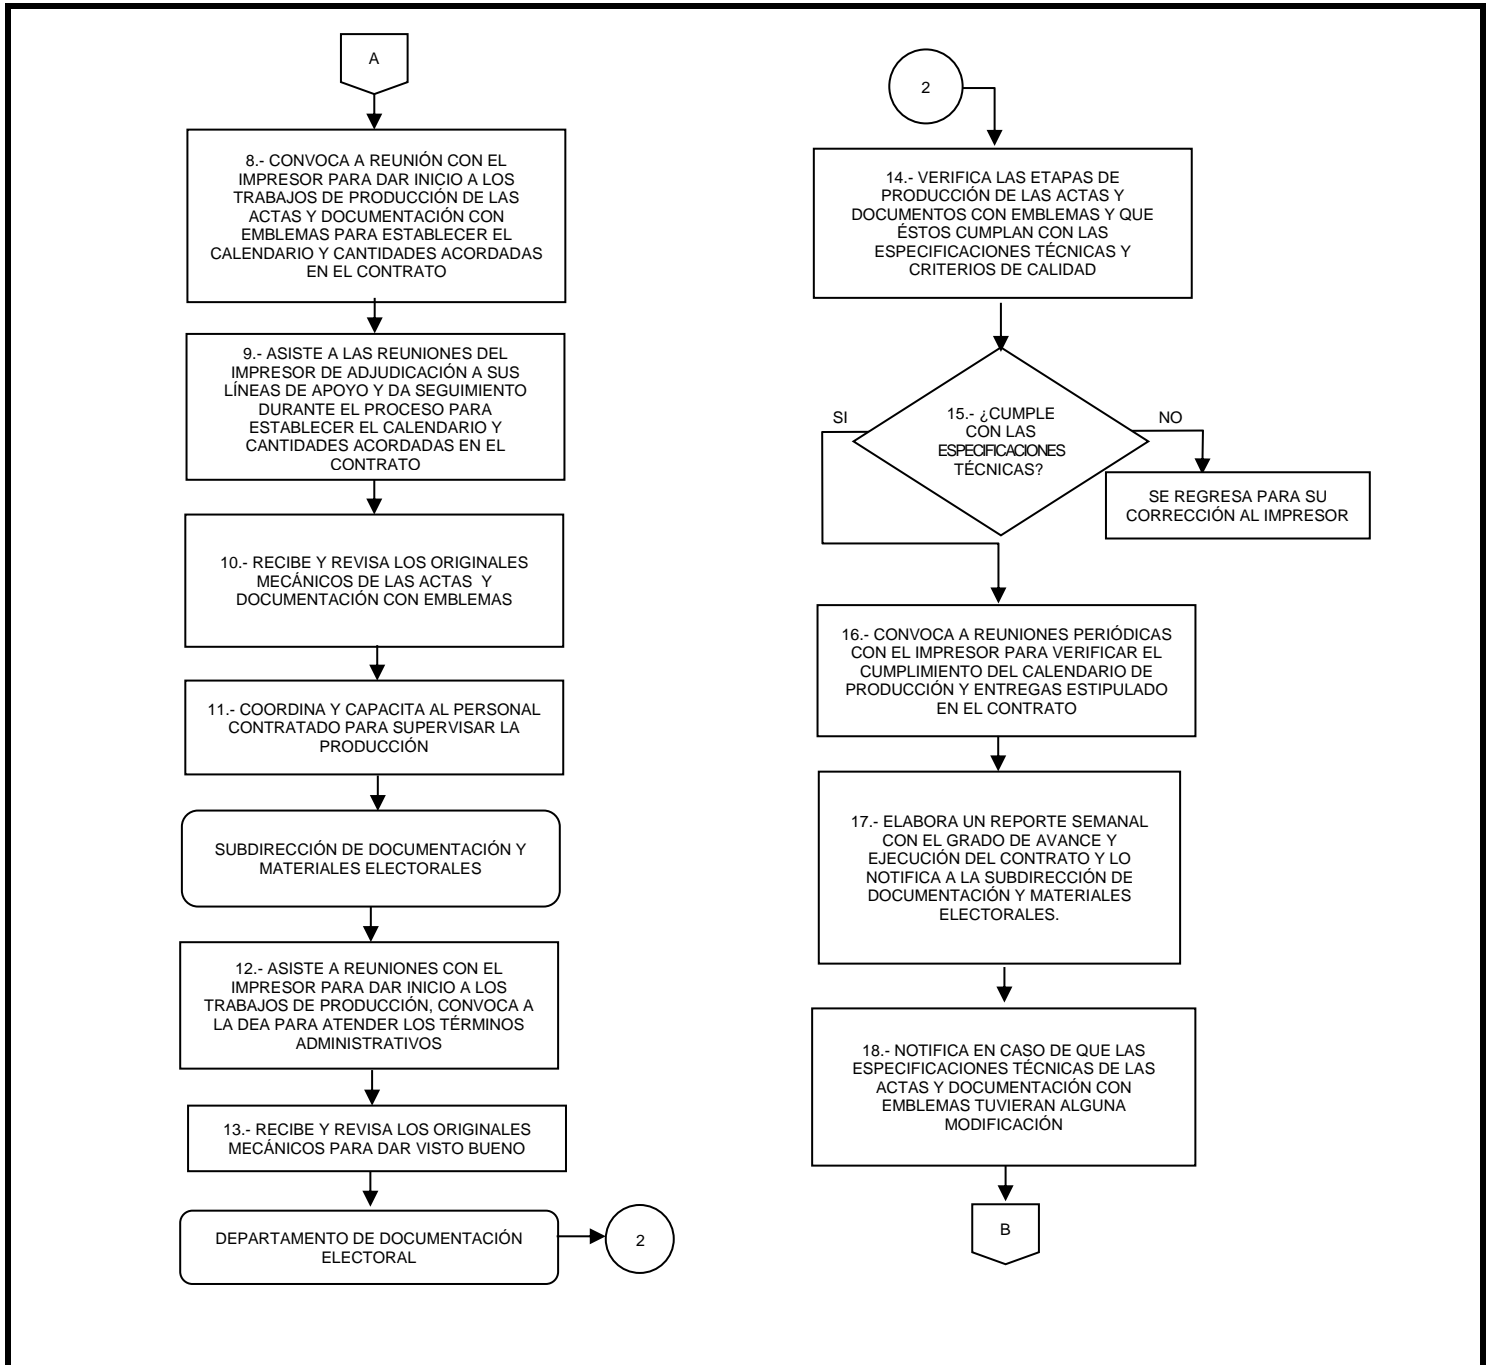 A
8.- CONVOCA A REUNIÓN CON EL
IMPRESOR PARA DAR INICIO A LOS
TRABAJOS DE PRODUCCIÓN DE LAS
ACTAS Y DOCUMENTACIÓN CON
EMBLEMAS PARA ESTABLECER EL
CALENDARIO Y CANTIDADES ACORDADAS
EN EL CONTRATO
9.- ASISTE A LAS REUNIONES DEL
IMPRESOR DE ADJUDICACIÓN A SUS
LÍNEAS DE APOYO Y DA SEGUIMIENTO
DURANTE EL PROCESO PARA
ESTABLECER EL CALENDARIO Y
CANTIDADES ACORDADAS EN EL
CONTRATO
10.- RECIBE Y REVISA LOS ORIGINALES
MECÁNICOS DE LAS ACTAS Y
DOCUMENTACIÓN CON EMBLEMAS
11.- COORDINA Y CAPACITA AL PERSONAL
CONTRATADO PARA SUPERVISAR LA
PRODUCCIÓN
SUBDIRECCIÓN DE DOCUMENTACIÓN Y
MATERIALES ELECTORALES
12.- ASISTE A REUNIONES CON EL
IMPRESOR PARA DAR INICIO A LOS
TRABAJOS DE PRODUCCIÓN, CONVOCA A
LA DEA PARA ATENDER LOS TÉRMINOS
ADMINISTRATIVOS
13.- RECIBE Y REVISA LOS ORIGINALES
MECÁNICOS PARA DAR VISTO BUENO
DEPARTAMENTO DE DOCUMENTACIÓN
ELECTORAL
2
2
14.- VERIFICA LAS ETAPAS DE
PRODUCCIÓN DE LAS ACTAS Y
DOCUMENTOS CON EMBLEMAS Y QUE
ÉSTOS CUMPLAN CON LAS
ESPECIFICACIONES TÉCNICAS Y
CRITERIOS DE CALIDAD
15.- ¿CUMPLE
CON LAS
ESPECIFICACIONES
TÉCNICAS?
SI
NO
SE REGRESA PARA SU
CORRECCIÓN AL IMPRESOR
16.- CONVOCA A REUNIONES PERIÓDICAS
CON EL IMPRESOR PARA VERIFICAR EL
CUMPLIMIENTO DEL CALENDARIO DE
PRODUCCIÓN Y ENTREGAS ESTIPULADO
EN EL CONTRATO
17.- ELABORA UN REPORTE SEMANAL
CON EL GRADO DE AVANCE Y
EJECUCIÓN DEL CONTRATO Y LO
NOTIFICA A LA SUBDIRECCIÓN DE
DOCUMENTACIÓN Y MATERIALES
ELECTORALES.
18.- NOTIFICA EN CASO DE QUE LAS
ESPECIFICACIONES TÉCNICAS DE LAS
ACTAS Y DOCUMENTACIÓN CON
EMBLEMAS TUVIERAN ALGUNA
MODIFICACIÓN
B